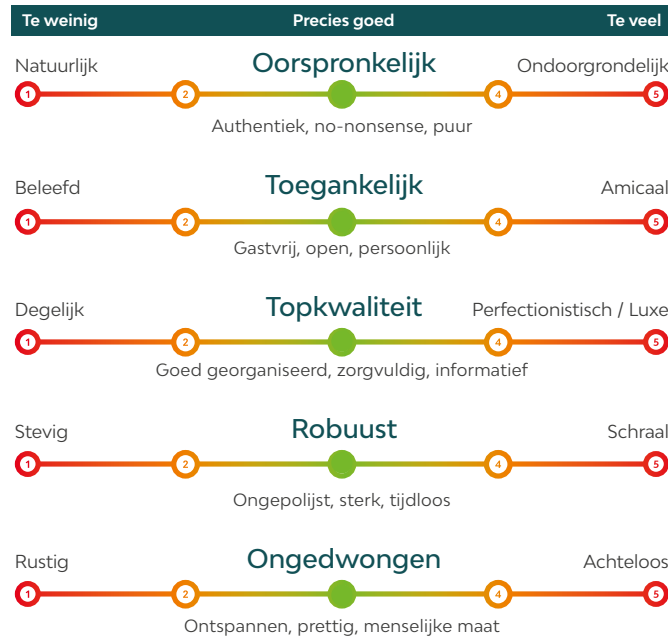 Te weinig Precies goed Te veel
Natuurlijk Oorspronkelijk Ondoorgrondelijk
1 2 4 5
Authentiek, no-nonsense, puur
Beleefd Toegankelijk Amicaal
1 2 4 5
Gastvrij, open, persoonlijk
Degelijk Topkwaliteit Perfectionistisch / Luxe
1 2 4 5
Goed georganiseerd, zorgvuldig, informatief
Stevig Robuust Schraal
1 2 4 5
Ongepolijst, sterk, tijdloos
Rustig Ongedwongen Achteloos
1 2 4 5
Ontspannen, prettig, menselijke maat